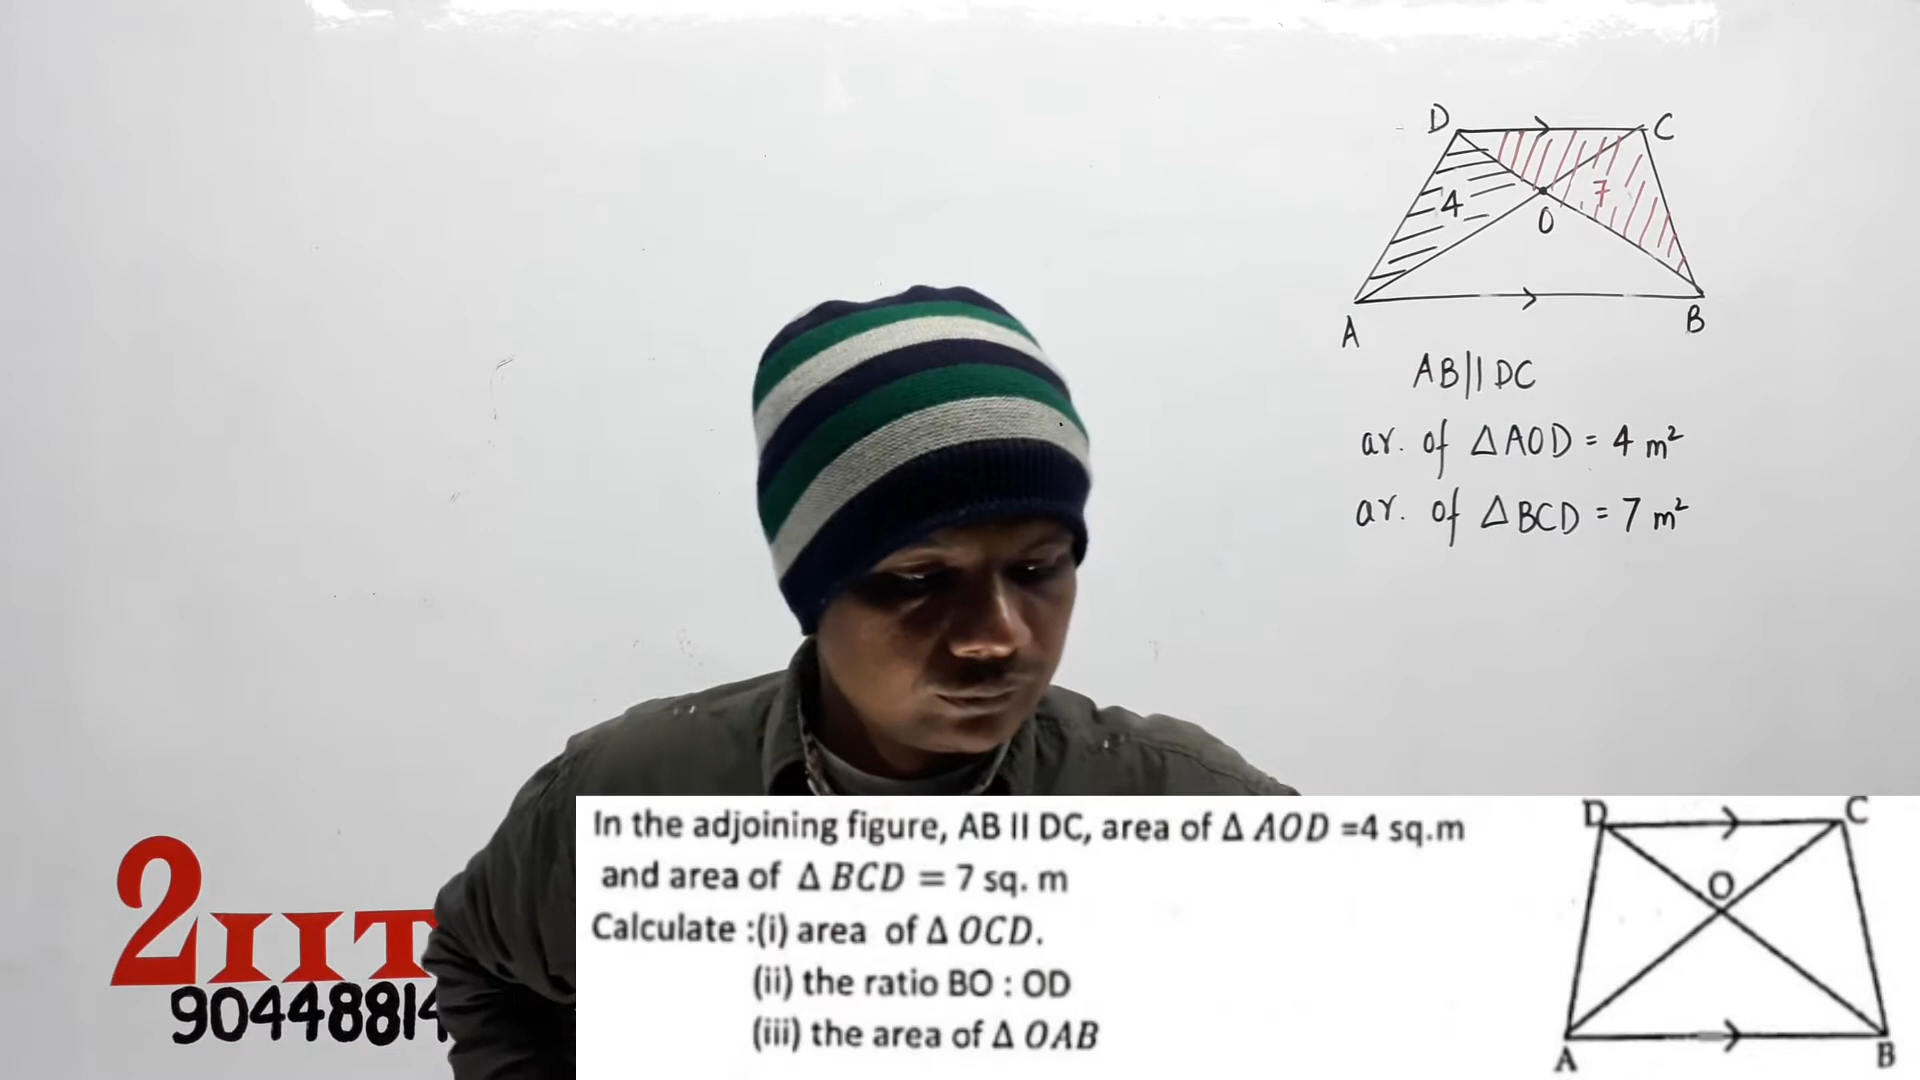 D C
4 7
O
A B
AB||DC
ar. of △AOD = 4 m²
ar. of △BCD = 7 m²
2IIT
90448814
In the adjoining figure, AB II DC, area of Δ AOD =4 sq.m
and area of Δ BCD = 7 sq. m
Calculate :(i) area of Δ OCD.
(ii) the ratio BO : OD
(iii) the area of Δ OAB
D C
O
A B